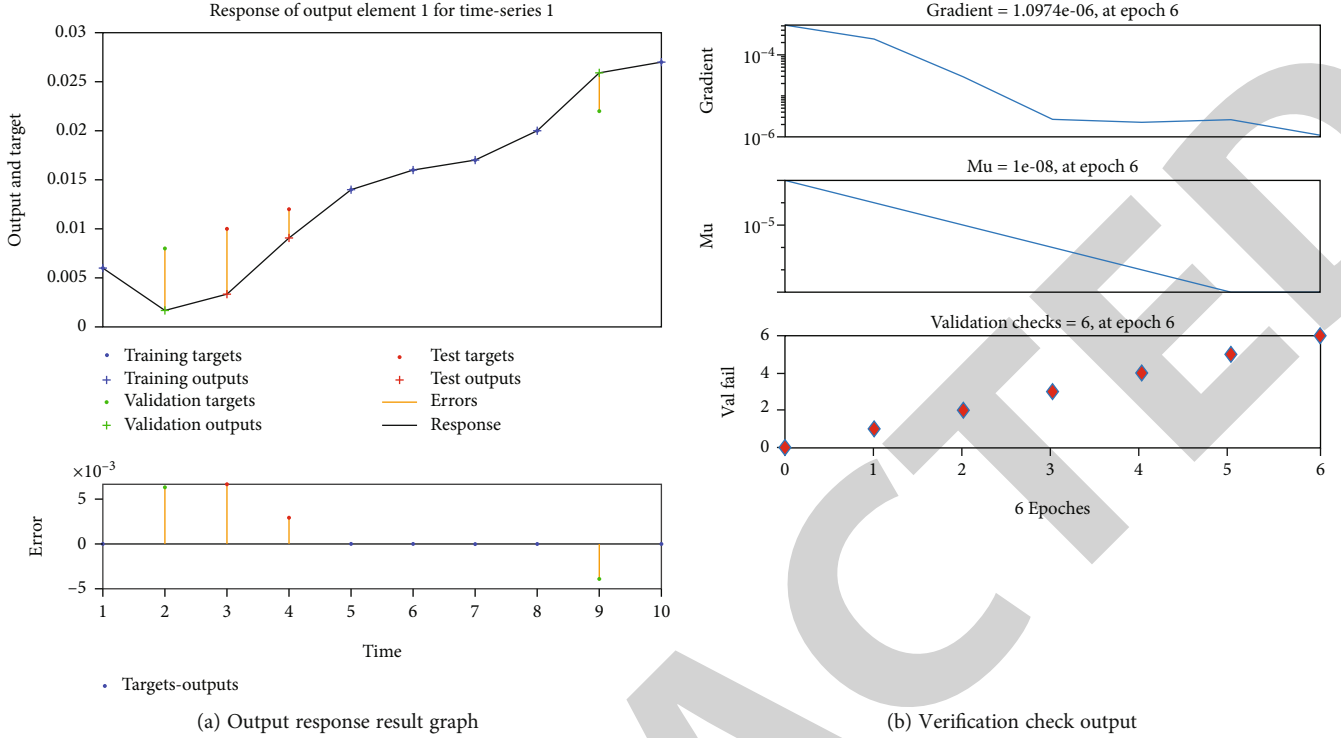 Response of output element 1 for time-series 1
0.03
0.025
0.02
0.015
0.01
0.005
0
Output and target
Training targets
Training outputs
Validation targets
Validation outputs
Test targets
Test outputs
Errors
Response
×10⁻³
5
0
−5
Error
1 2 3 4 5 6 7 8 9 10
Time
Targets-outputs
(a) Output response result graph
Gradient = 1.0974e-06, at epoch 6
10⁻⁴
10⁻⁶
Gradient
Mu = 1e-08, at epoch 6
10⁻⁵
Mu
Validation checks = 6, at epoch 6
6
4
2
0
Val fail
0 1 2 3 4 5 6
6 Epoches
(b) Verification check output
ACTED